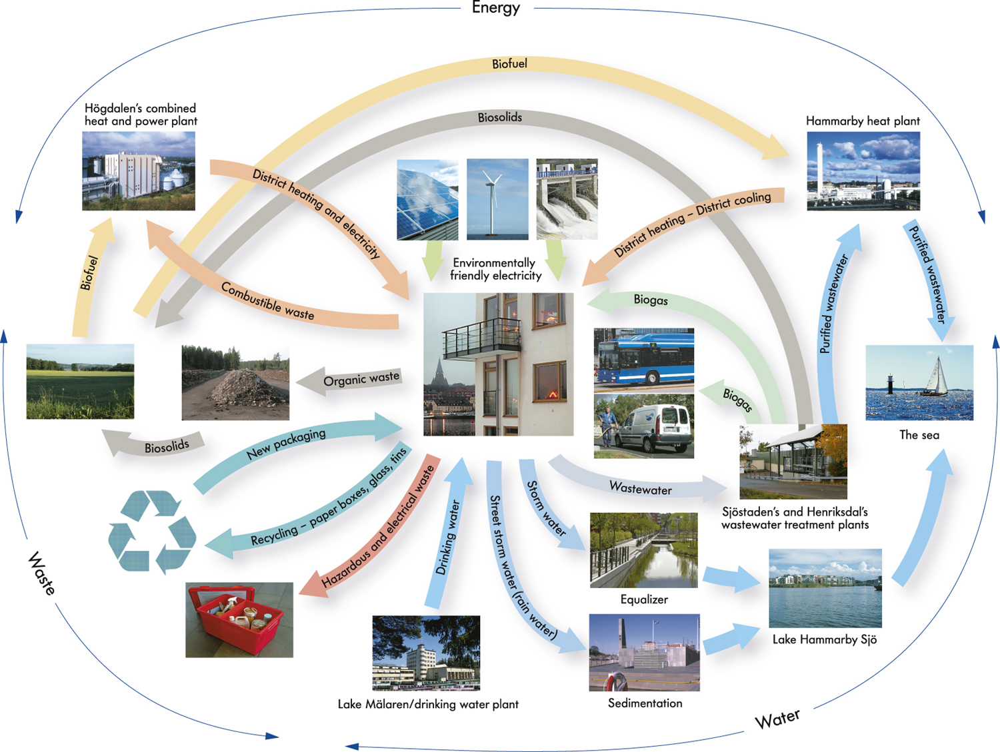 Energy
Biofuel
Högdalen's combined
heat and power plant
Biosolids
Hammarby heat plant
District heating and electricity
District heating – District cooling
Environmentally
friendly electricity
Biofuel
Combustible waste
Biogas
Purified wastewater
Purified wastewater
Organic waste
Biogas
Biosolids
New packaging
The sea
Recycling – paper boxes, glass, tins
Hazardous and electrical waste
Drinking water
Street storm water (rain water)
Storm water
Wastewater
Sjöstaden's and Henriksdal's
wastewater treatment plants
Waste
Equalizer
Lake Hammarby Sjö
Lake Mälaren/drinking water plant
Sedimentation
Water